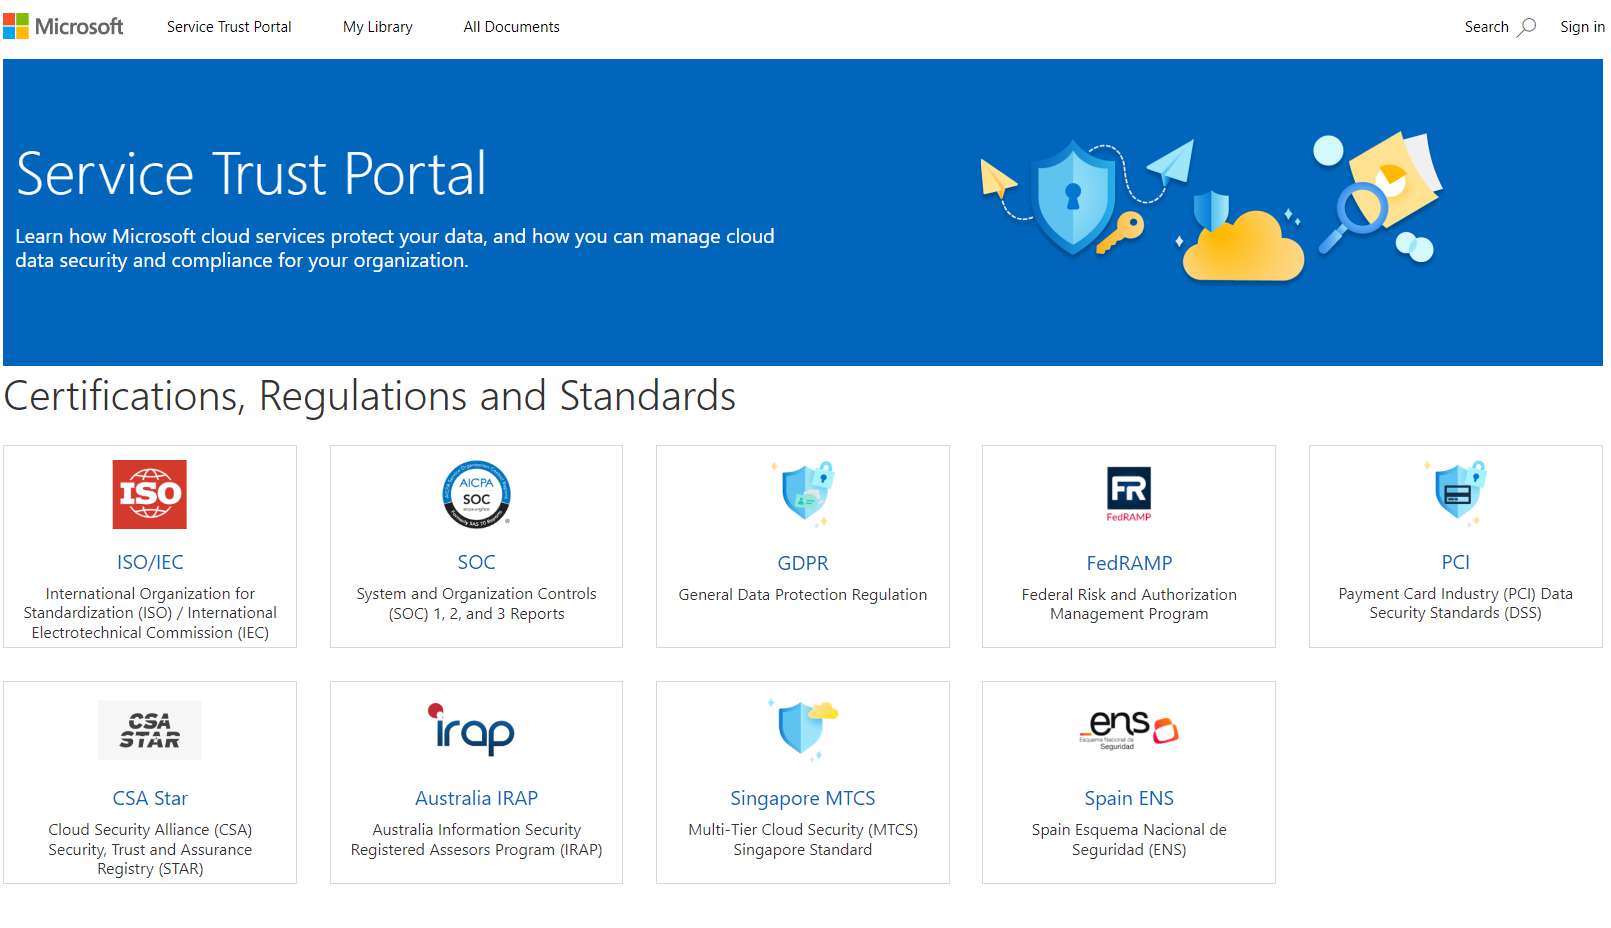 Microsoft
Service Trust Portal
My Library
All Documents
Search
Sign in
Service Trust Portal
Learn how Microsoft cloud services protect your data, and how you can manage cloud
data security and compliance for your organization.
Certifications, Regulations and Standards
ISO
ISO/IEC
International Organization for
Standardization (ISO) / International
Electrotechnical Commission (IEC)
AICPA
SOC
SOC
System and Organization Controls
(SOC) 1, 2, and 3 Reports
GDPR
General Data Protection Regulation
FR
FedRAMP
FedRAMP
Federal Risk and Authorization
Management Program
PCI
Payment Card Industry (PCI) Data
Security Standards (DSS)
CSA
STAR
CSA Star
Cloud Security Alliance (CSA)
Security, Trust and Assurance
Registry (STAR)
irap
Australia IRAP
Australia Information Security
Registered Assesors Program (IRAP)
Singapore MTCS
Multi-Tier Cloud Security (MTCS)
Singapore Standard
_ens
Esquema Nacional de
Seguridad
Spain ENS
Spain Esquema Nacional de
Seguridad (ENS)